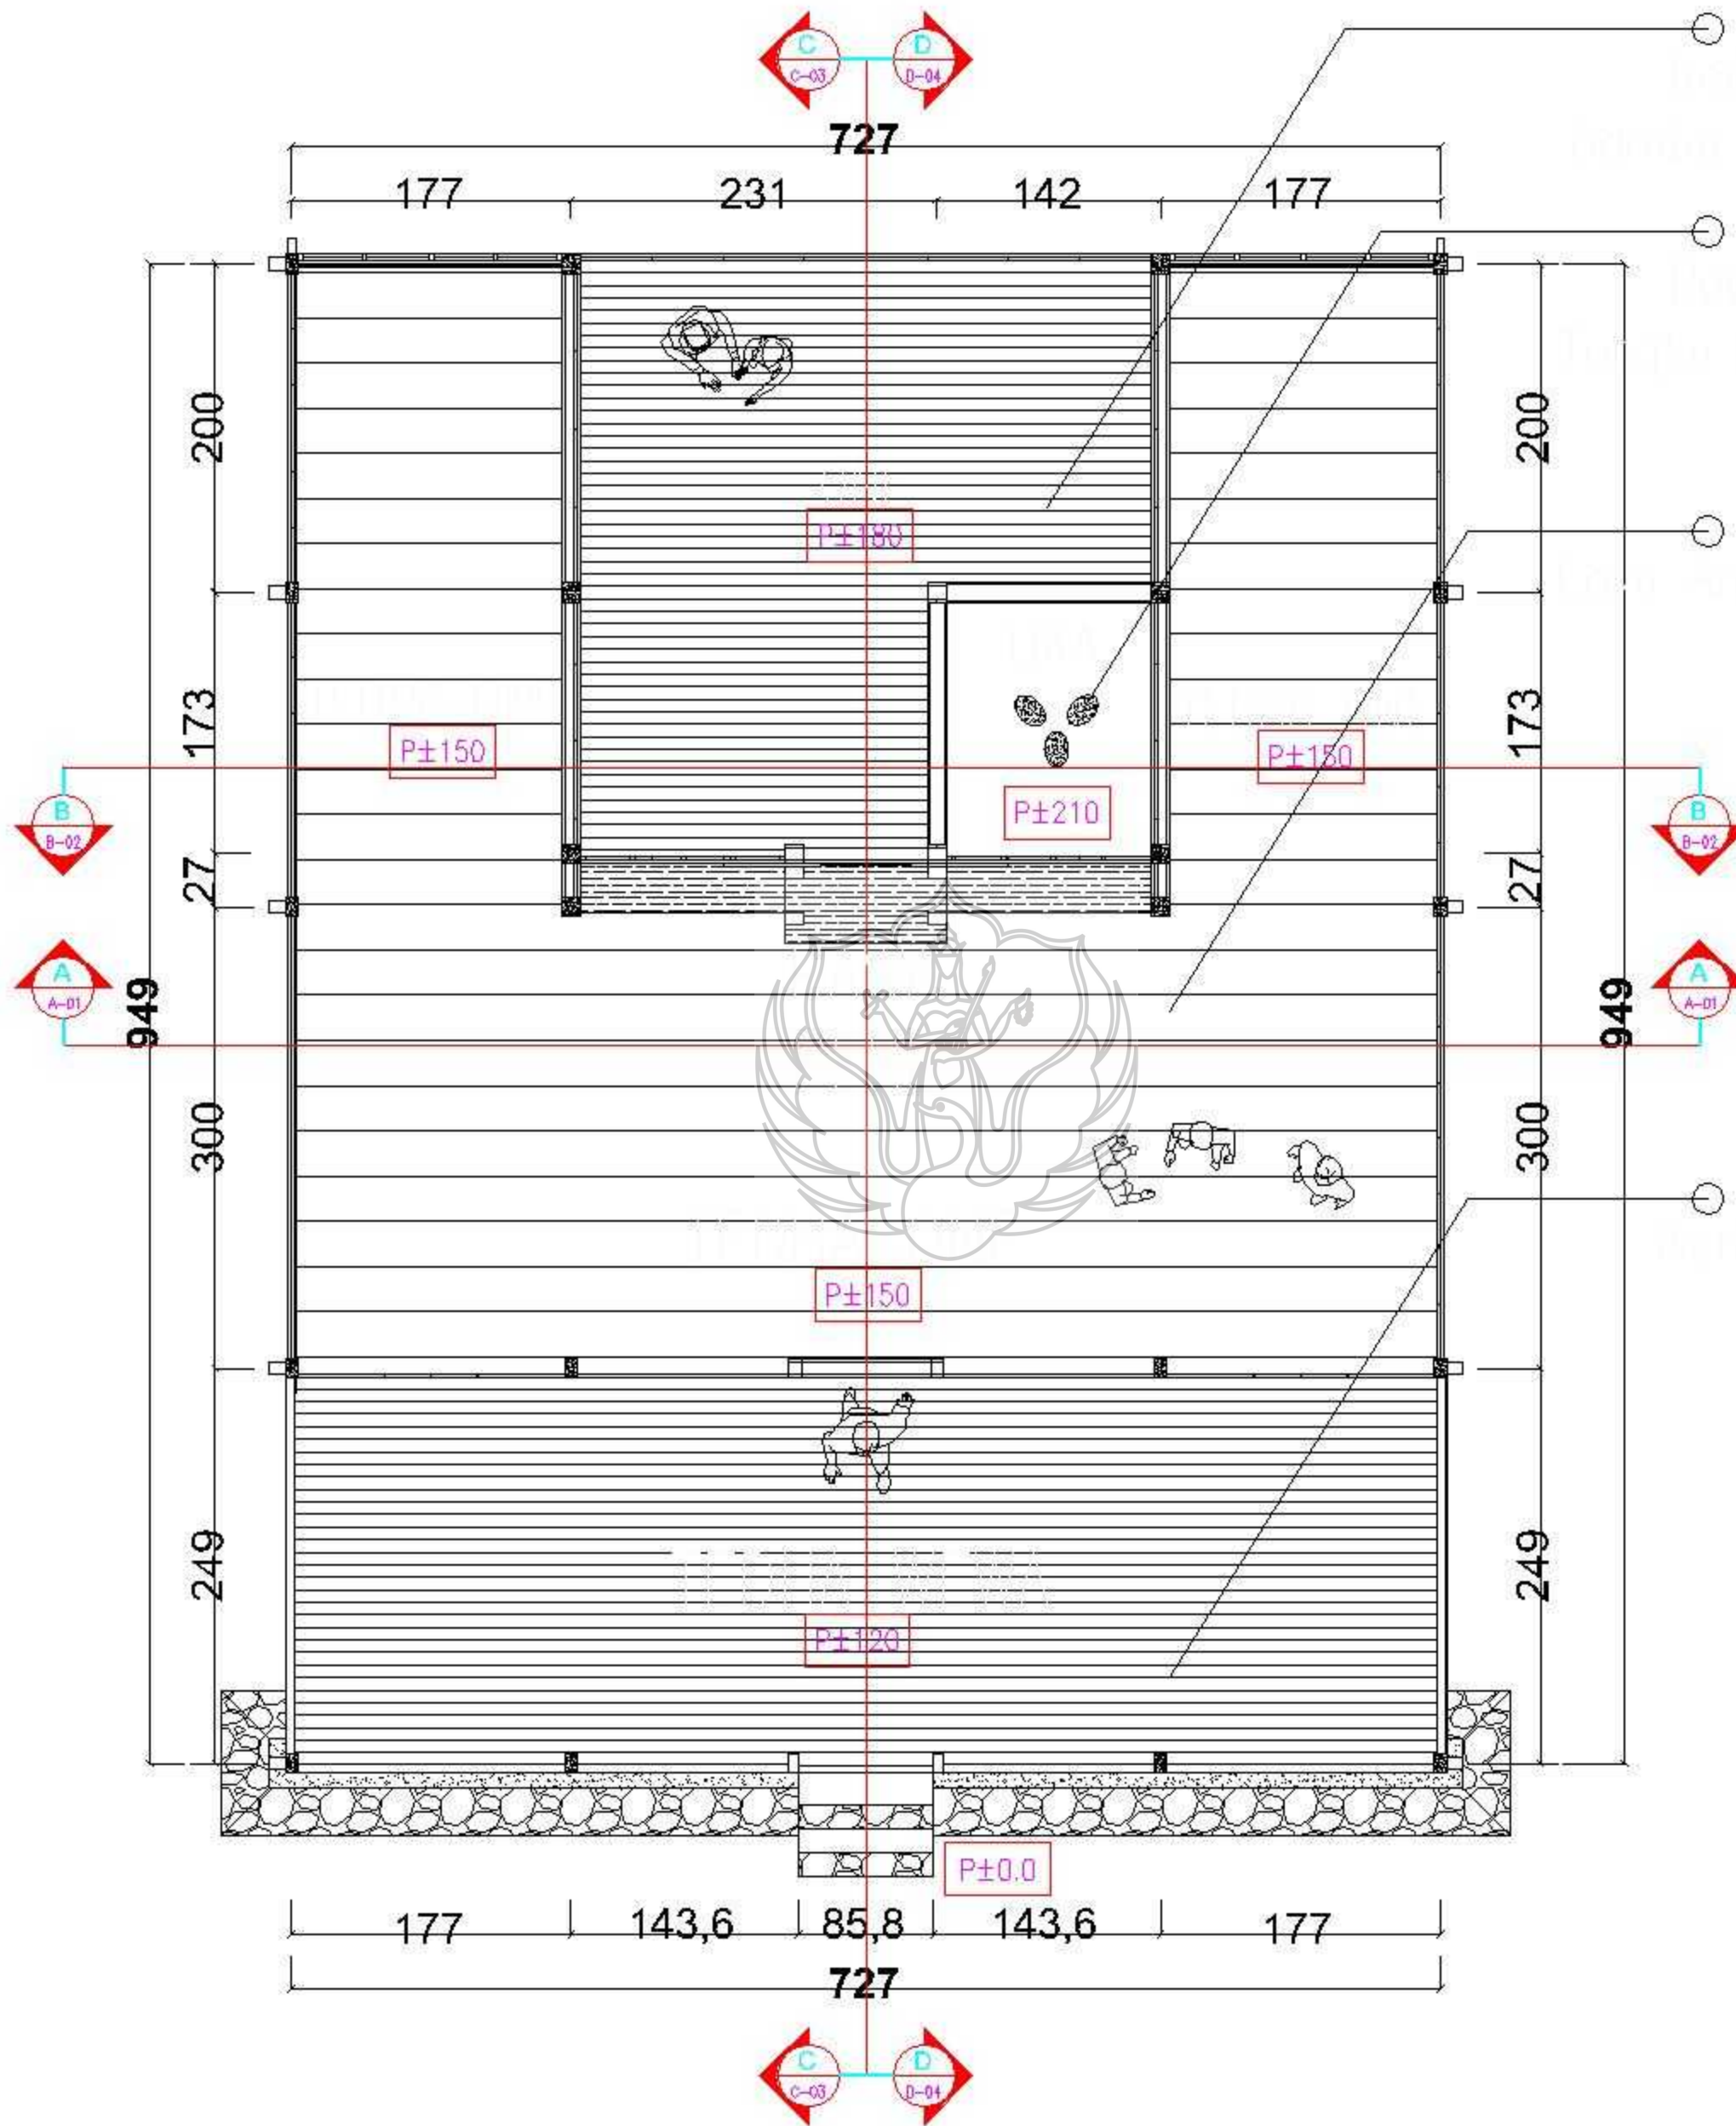 C D
C-03 D-04
727
177 231 142 177
200 200
P±180
173 173
P±150 P±150
P±210
B B
B-02 B-02
27 27
A A
A-01 A-01
949 949
300 300
P±150
249 249
P±120
P±0.0
177 143,6 85,8 143,6 177
727
C D
C-03 D-04